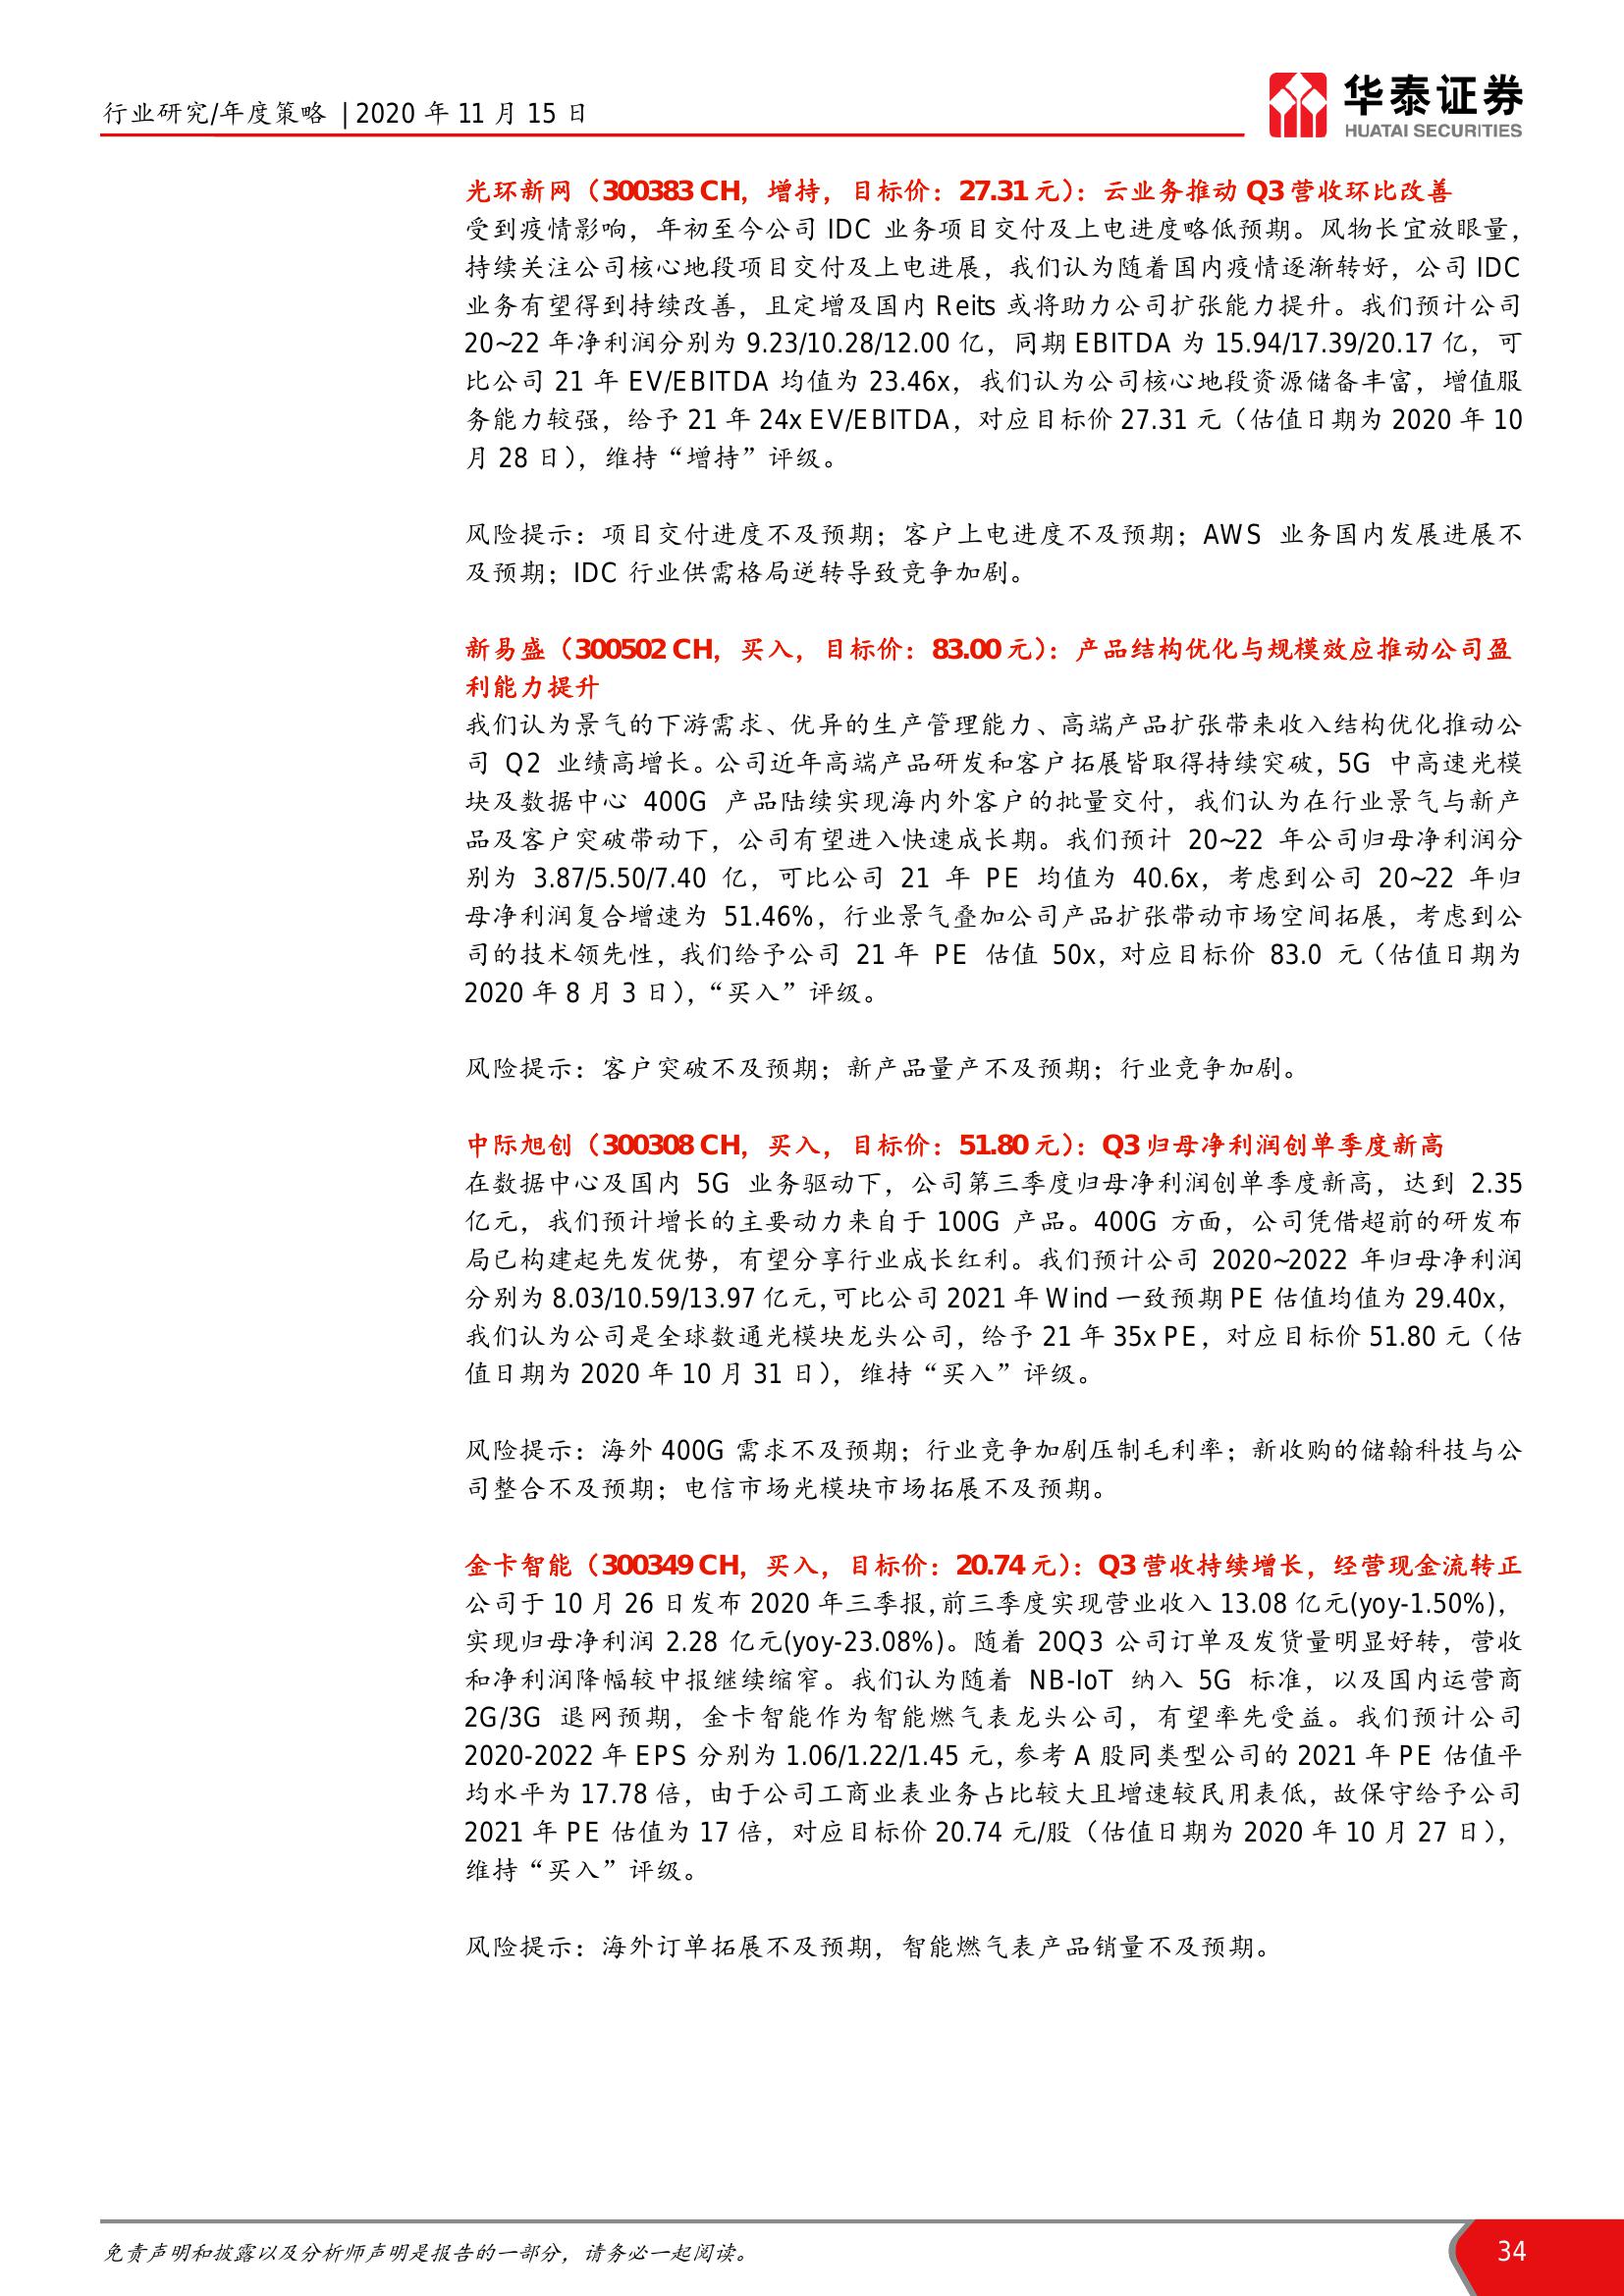 行业研究/年度策略 | 2020 年 11 月 15 日
华泰证券
HUATAI SECURITIES
光环新网（300383 CH，增持，目标价：27.31 元）：云业务推动 Q3 营收环比改善
受到疫情影响，年初至今公司 IDC 业务项目交付及上电进度略低预期。风物长宜放眼量，
持续关注公司核心地段项目交付及上电进展，我们认为随着国内疫情逐渐转好，公司 IDC
业务有望得到持续改善，且定增及国内 Reits 或将助力公司扩张能力提升。我们预计公司
20~22 年净利润分别为 9.23/10.28/12.00 亿，同期 EBITDA 为 15.94/17.39/20.17 亿，可
比公司 21 年 EV/EBITDA 均值为 23.46x，我们认为公司核心地段资源储备丰富，增值服
务能力较强，给予 21 年 24x EV/EBITDA，对应目标价 27.31 元（估值日期为 2020 年 10
月 28 日），维持“增持”评级。
风险提示：项目交付进度不及预期；客户上电进度不及预期；AWS 业务国内发展进展不
及预期；IDC 行业供需格局逆转导致竞争加剧。
新易盛（300502 CH，买入，目标价：83.00 元）：产品结构优化与规模效应推动公司盈
利能力提升
我们认为景气的下游需求、优异的生产管理能力、高端产品扩张带来收入结构优化推动公
司 Q2 业绩高增长。公司近年高端产品研发和客户拓展皆取得持续突破，5G 中高速光模
块及数据中心 400G 产品陆续实现海内外客户的批量交付，我们认为在行业景气与新产
品及客户突破带动下，公司有望进入快速成长期。我们预计 20~22 年公司归母净利润分
别为 3.87/5.50/7.40 亿，可比公司 21 年 PE 均值为 40.6x，考虑到公司 20~22 年归
母净利润复合增速为 51.46%，行业景气叠加公司产品扩张带动市场空间拓展，考虑到公
司的技术领先性，我们给予公司 21 年 PE 估值 50x，对应目标价 83.0 元（估值日期为
2020 年 8 月 3 日），“买入”评级。
风险提示：客户突破不及预期；新产品量产不及预期；行业竞争加剧。
中际旭创（300308 CH，买入，目标价：51.80 元）：Q3 归母净利润创单季度新高
在数据中心及国内 5G 业务驱动下，公司第三季度归母净利润创单季度新高，达到 2.35
亿元，我们预计增长的主要动力来自于 100G 产品。400G 方面，公司凭借超前的研发布
局已构建起先发优势，有望分享行业成长红利。我们预计公司 2020~2022 年归母净利润
分别为 8.03/10.59/13.97 亿元，可比公司 2021 年 Wind 一致预期 PE 估值均值为 29.40x，
我们认为公司是全球数通光模块龙头公司，给予 21 年 35x PE，对应目标价 51.80 元（估
值日期为 2020 年 10 月 31 日），维持“买入”评级。
风险提示：海外 400G 需求不及预期；行业竞争加剧压制毛利率；新收购的储翰科技与公
司整合不及预期；电信市场光模块市场拓展不及预期。
金卡智能（300349 CH，买入，目标价：20.74 元）：Q3 营收持续增长，经营现金流转正
公司于 10 月 26 日发布 2020 年三季报，前三季度实现营业收入 13.08 亿元(yoy-1.50%)，
实现归母净利润 2.28 亿元(yoy-23.08%)。随着 20Q3 公司订单及发货量明显好转，营收
和净利润降幅较中报继续缩窄。我们认为随着 NB-IoT 纳入 5G 标准，以及国内运营商
2G/3G 退网预期，金卡智能作为智能燃气表龙头公司，有望率先受益。我们预计公司
2020-2022 年 EPS 分别为 1.06/1.22/1.45 元，参考 A 股同类型公司的 2021 年 PE 估值平
均水平为 17.78 倍，由于公司工商业表业务占比较大且增速较民用表低，故保守给予公司
2021 年 PE 估值为 17 倍，对应目标价 20.74 元/股（估值日期为 2020 年 10 月 27 日），
维持“买入”评级。
风险提示：海外订单拓展不及预期，智能燃气表产品销量不及预期。
免责声明和披露以及分析师声明是报告的一部分，请务必一起阅读。
34